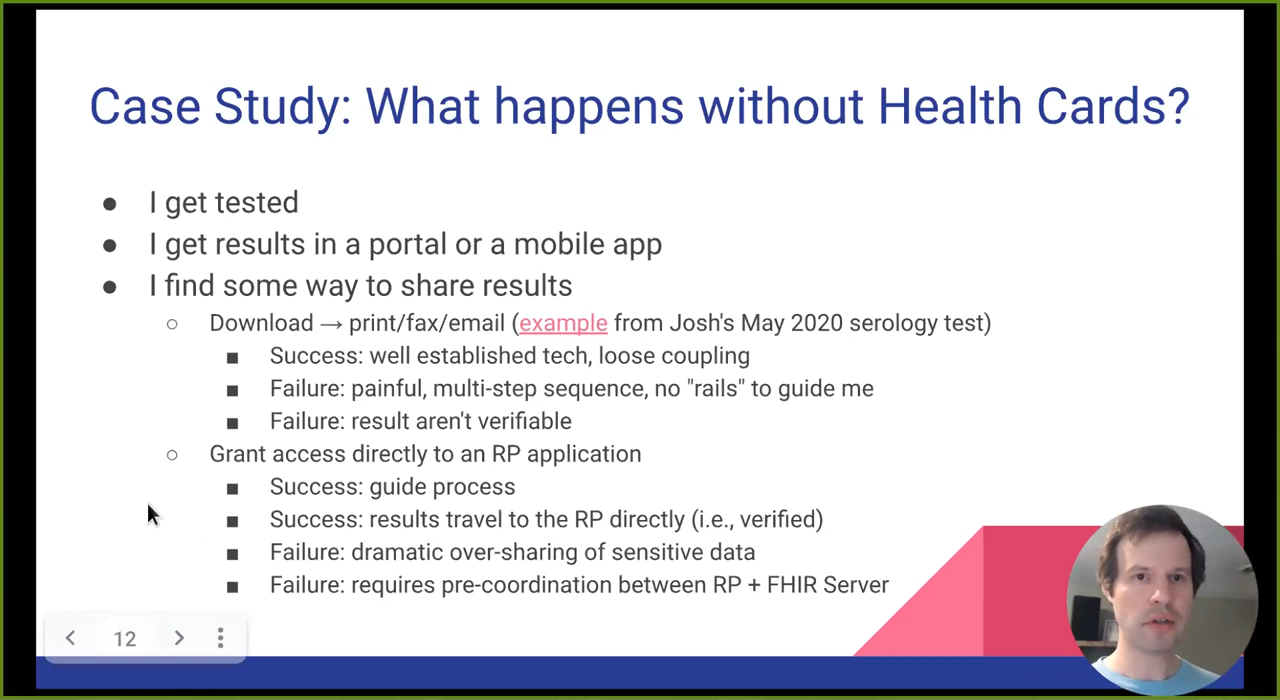 Case Study: What happens without Health Cards?
● I get tested
● I get results in a portal or a mobile app
● I find some way to share results
○ Download → print/fax/email (example from Josh's May 2020 serology test)
■ Success: well established tech, loose coupling
■ Failure: painful, multi-step sequence, no "rails" to guide me
■ Failure: result aren't verifiable
○ Grant access directly to an RP application
■ Success: guide process
■ Success: results travel to the RP directly (i.e., verified)
■ Failure: dramatic over-sharing of sensitive data
■ Failure: requires pre-coordination between RP + FHIR Server
12